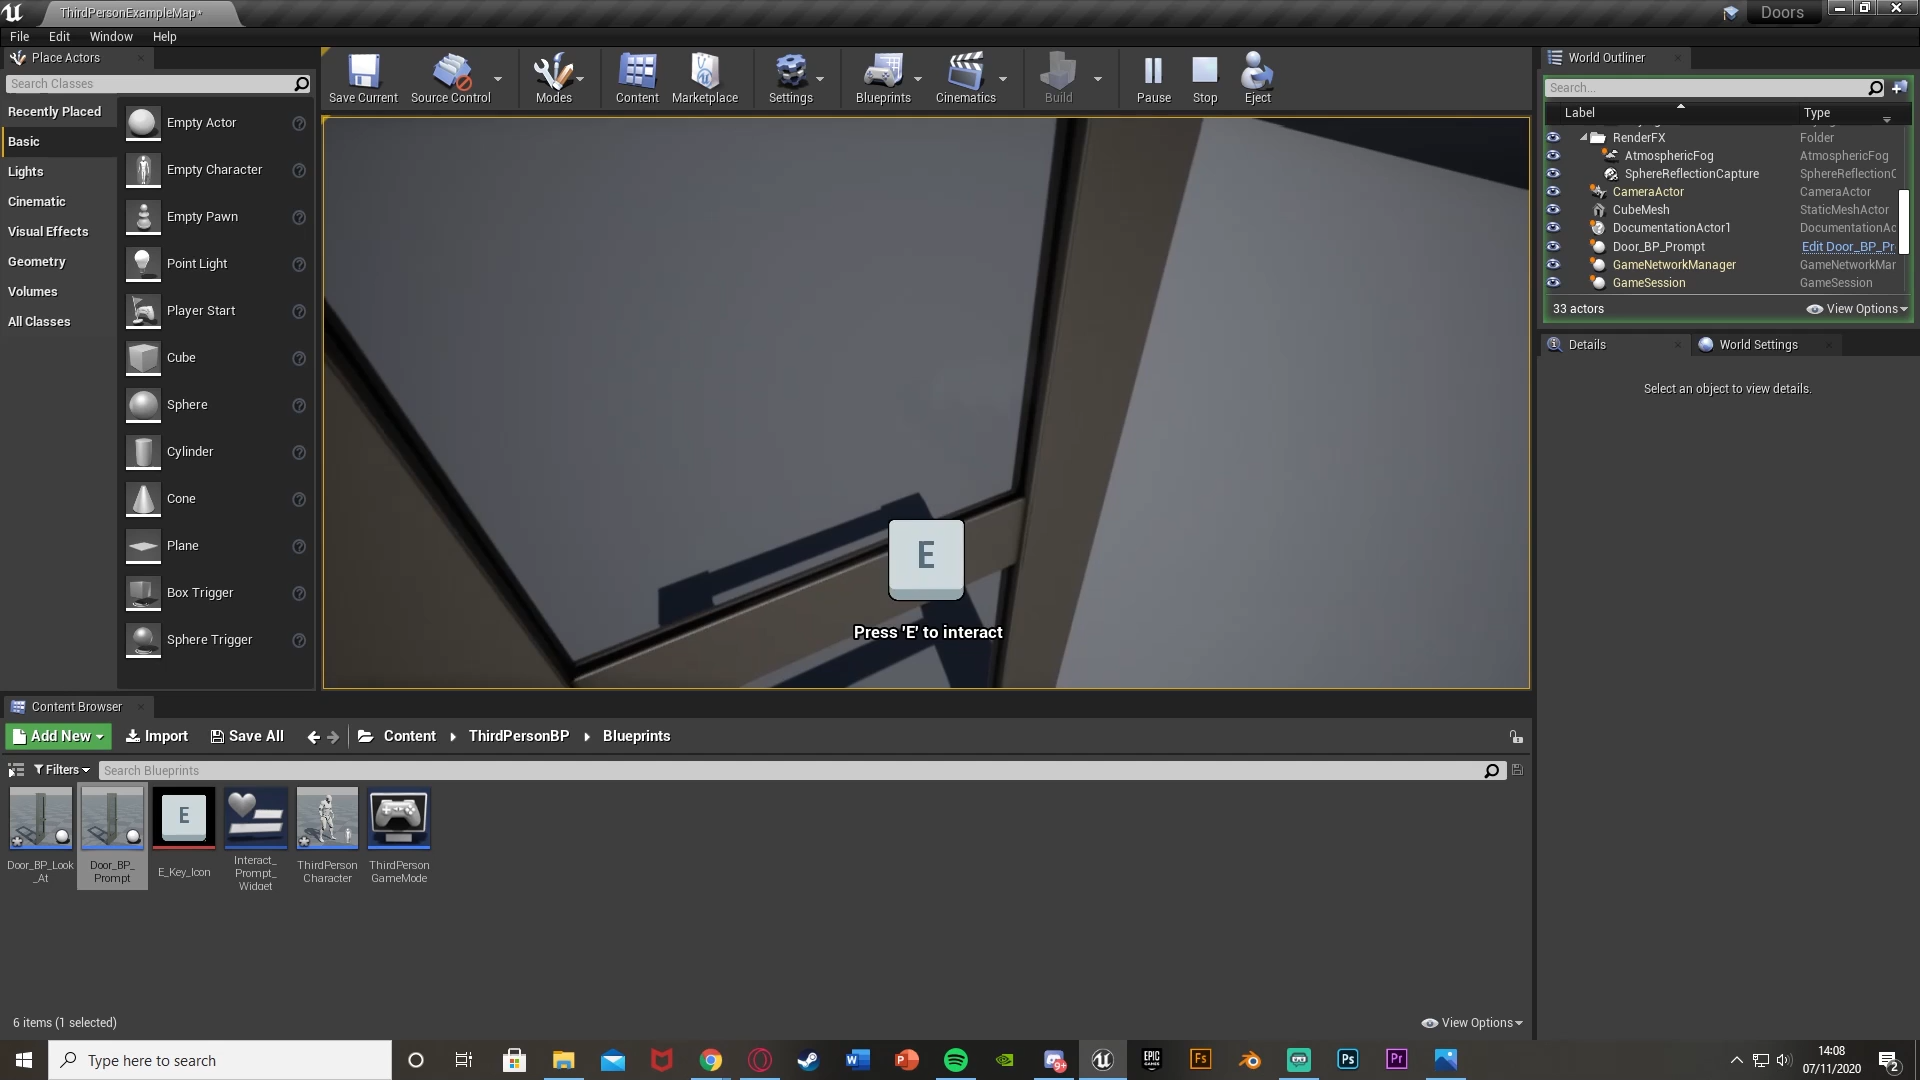 ThirdPersonExampleMap*
Doors
File Edit Window Help
Place Actors
Search Classes
Recently Placed
Basic
Lights
Cinematic
Visual Effects
Geometry
Volumes
All Classes
Empty Actor
Empty Character
Empty Pawn
Point Light
Player Start
Cube
Sphere
Cylinder
Cone
Plane
Box Trigger
Sphere Trigger
Save Current Source Control Modes Content Marketplace Settings Blueprints Cinematics Build Pause Stop Eject
E
Press 'E' to interact
World Outliner
Search...
Label Type
RenderFX Folder
AtmosphericFog AtmosphericFog
SphereReflectionCapture SphereReflectionC
CameraActor CameraActor
CubeMesh StaticMeshActor
DocumentationActor1 DocumentationAc
Door_BP_Prompt Edit Door_BP_Pr
GameNetworkManager GameNetworkMar
GameSession GameSession
33 actors View Options
Details World Settings
Select an object to view details.
Content Browser
Add New Import Save All Content ThirdPersonBP Blueprints
Filters Search Blueprints
E
Door_BP_Look
_At
Door_BP_
Prompt
E_Key_Icon
Interact_
Prompt_
Widget
ThirdPerson
Character
ThirdPerson
GameMode
6 items (1 selected) View Options
Type here to search
EPIC
GAMES
Fs
Ps
Pr
9+
14:08
07/11/2020
2